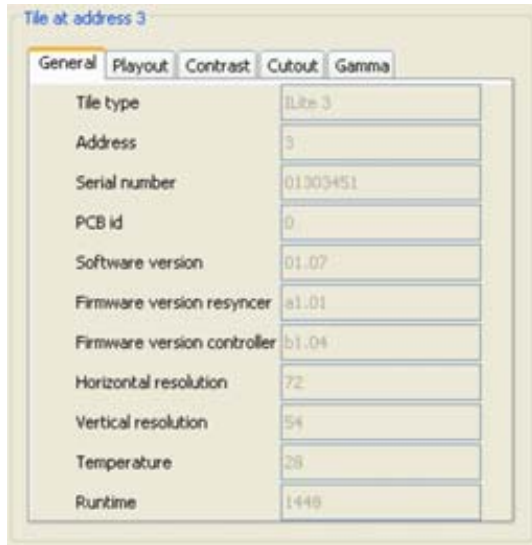 Tile at address 3
General Playout Contrast Cutout Gamma
Tile type ILite 3
Address 3
Serial number 01303451
PCB id 0
Software version 01.07
Firmware version resyncer a1.01
Firmware version controller b1.04
Horizontal resolution 72
Vertical resolution 54
Temperature 28
Runtime 1448